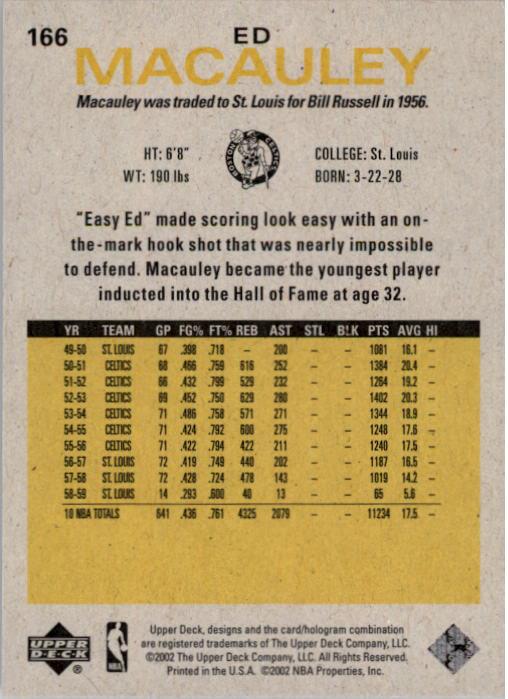 166
ED
MACAULEY
Macauley was traded to St. Louis for Bill Russell in 1956.
HT: 6'8" COLLEGE: St. Louis
WT: 190 lbs BORN: 3-22-28
BOSTON CELTICS
"Easy Ed" made scoring look easy with an on-
the-mark hook shot that was nearly impossible
to defend. Macauley became the youngest player
inducted into the Hall of Fame at age 32.
YR TEAM GP FG% FT% REB AST STL BLK PTS AVG HI
49-50 ST. LOUIS 67 .398 .718 – 200 – – 1081 16.1 –
50-51 CELTICS 68 .466 .759 616 252 – – 1384 20.4 –
51-52 CELTICS 66 .432 .799 529 232 – – 1264 19.2 –
52-53 CELTICS 69 .452 .750 629 280 – – 1402 20.3 –
53-54 CELTICS 71 .486 .758 571 271 – – 1344 18.9 –
54-55 CELTICS 71 .424 .792 600 275 – – 1248 17.6 –
55-56 CELTICS 71 .422 .794 422 211 – – 1240 17.5 –
56-57 ST. LOUIS 72 .419 .749 440 202 – – 1187 16.5 –
57-58 ST. LOUIS 72 .428 .724 478 143 – – 1019 14.2 –
58-59 ST. LOUIS 14 .293 .600 40 13 – – 65 5.6 –
10 NBA TOTALS 641 .436 .761 4325 2079 – – 11234 17.5 –
UPPER
DECK
®
NBA
Upper Deck, designs and the card/hologram combination
are registered trademarks of The Upper Deck Company, LLC.
©2002 The Upper Deck Company, LLC. All Rights Reserved.
Printed in the U.S.A. ©2002 NBA Properties, Inc.